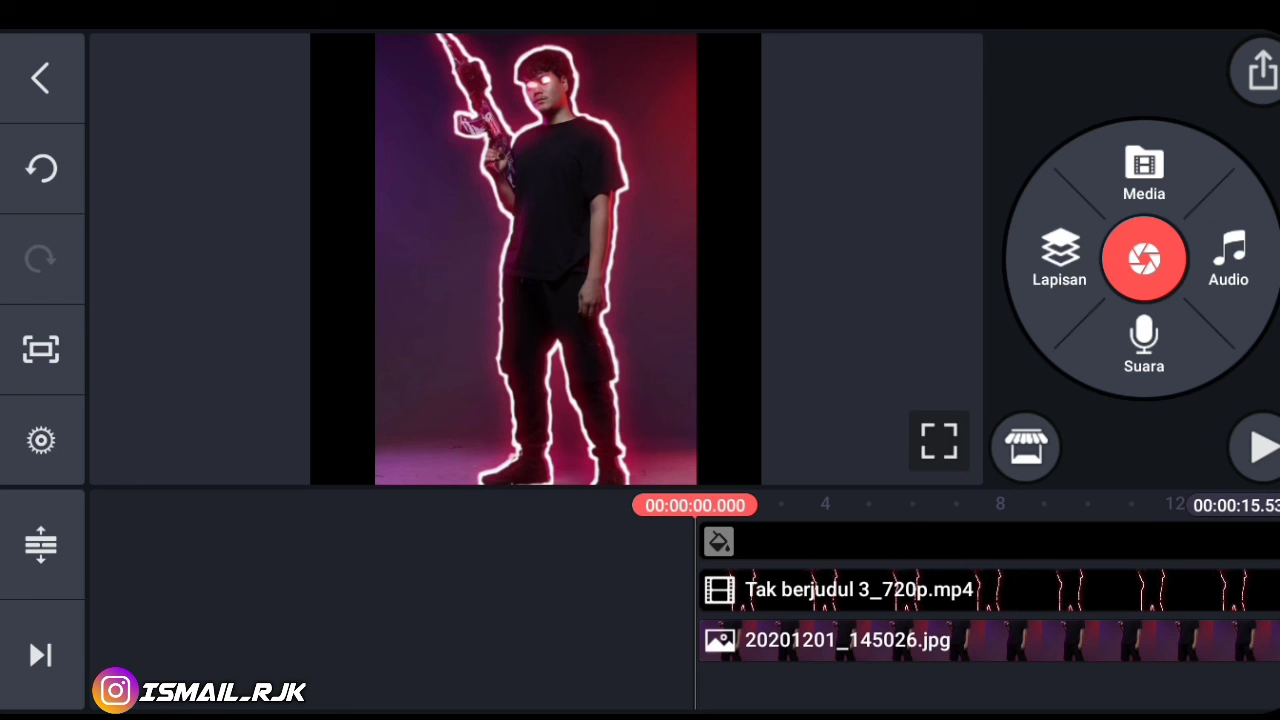 Media
Lapisan
Audio
Suara
00:00:00.000
4
8
12
00:00:15.53
Tak berjudul 3_720p.mp4
20201201_145026.jpg
ISMAIL_RJK